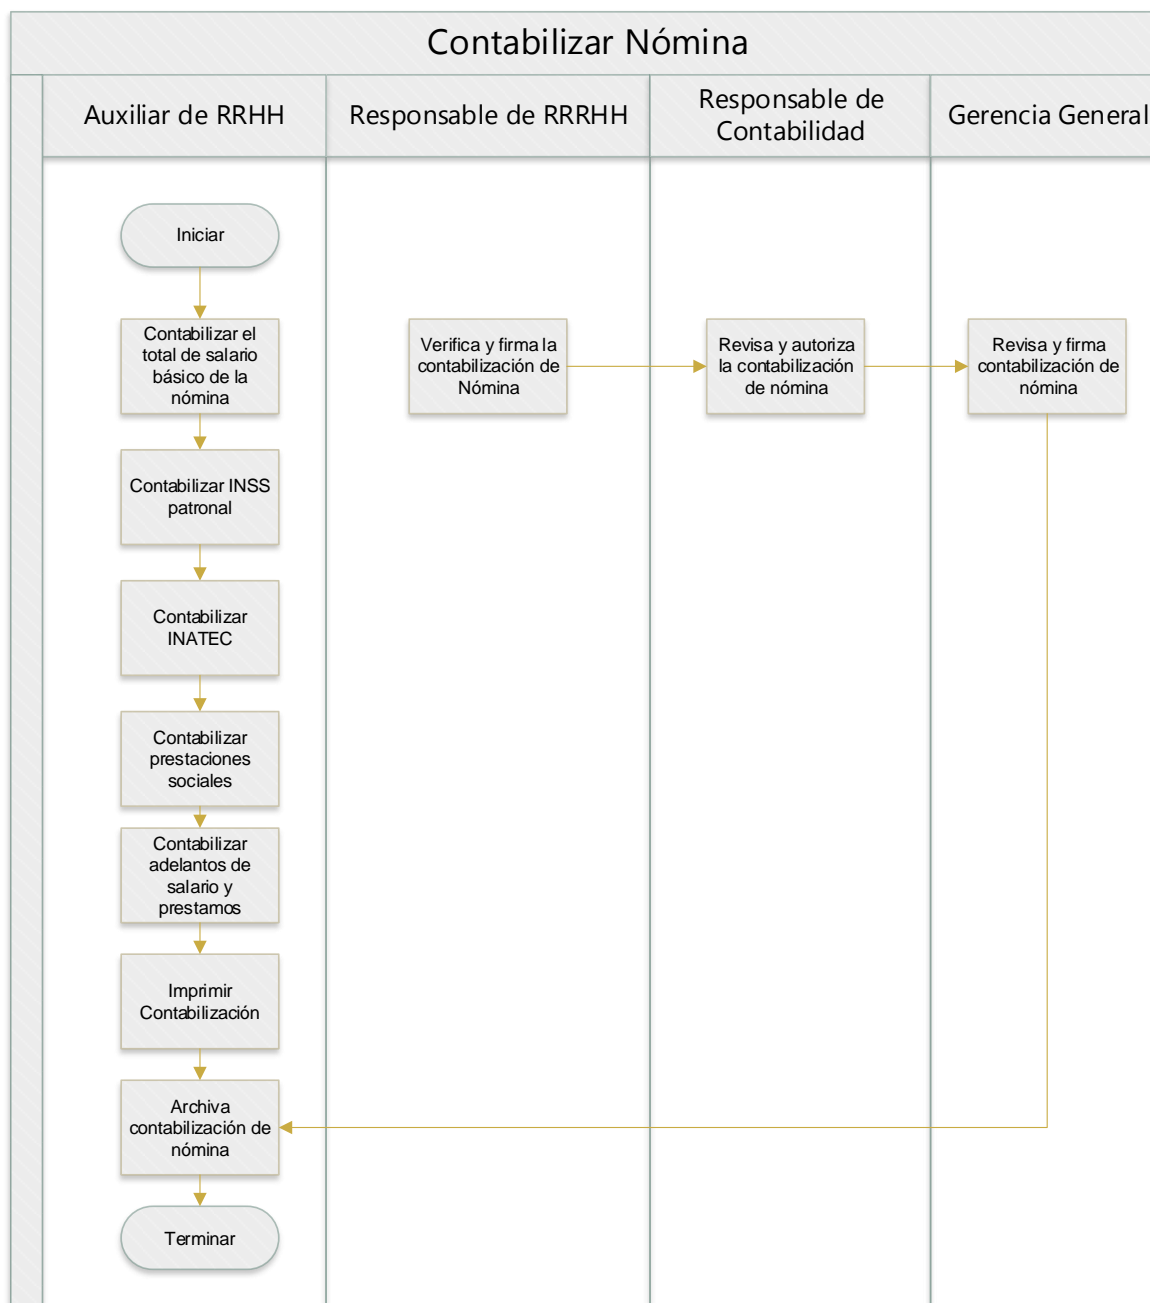 Contabilizar Nómina
Auxiliar de RRHH
Responsable de RRRHH
Responsable de
Contabilidad
Gerencia General
Iniciar
Contabilizar el
total de salario
básico de la
nómina
Verifica y firma la
contabilización de
Nómina
Revisa y autoriza
la contabilización
de nómina
Revisa y firma
contabilización de
nómina
Contabilizar INSS
patronal
Contabilizar
INATEC
Contabilizar
prestaciones
sociales
Contabilizar
adelantos de
salario y
prestamos
Imprimir
Contabilización
Archiva
contabilización de
nómina
Terminar